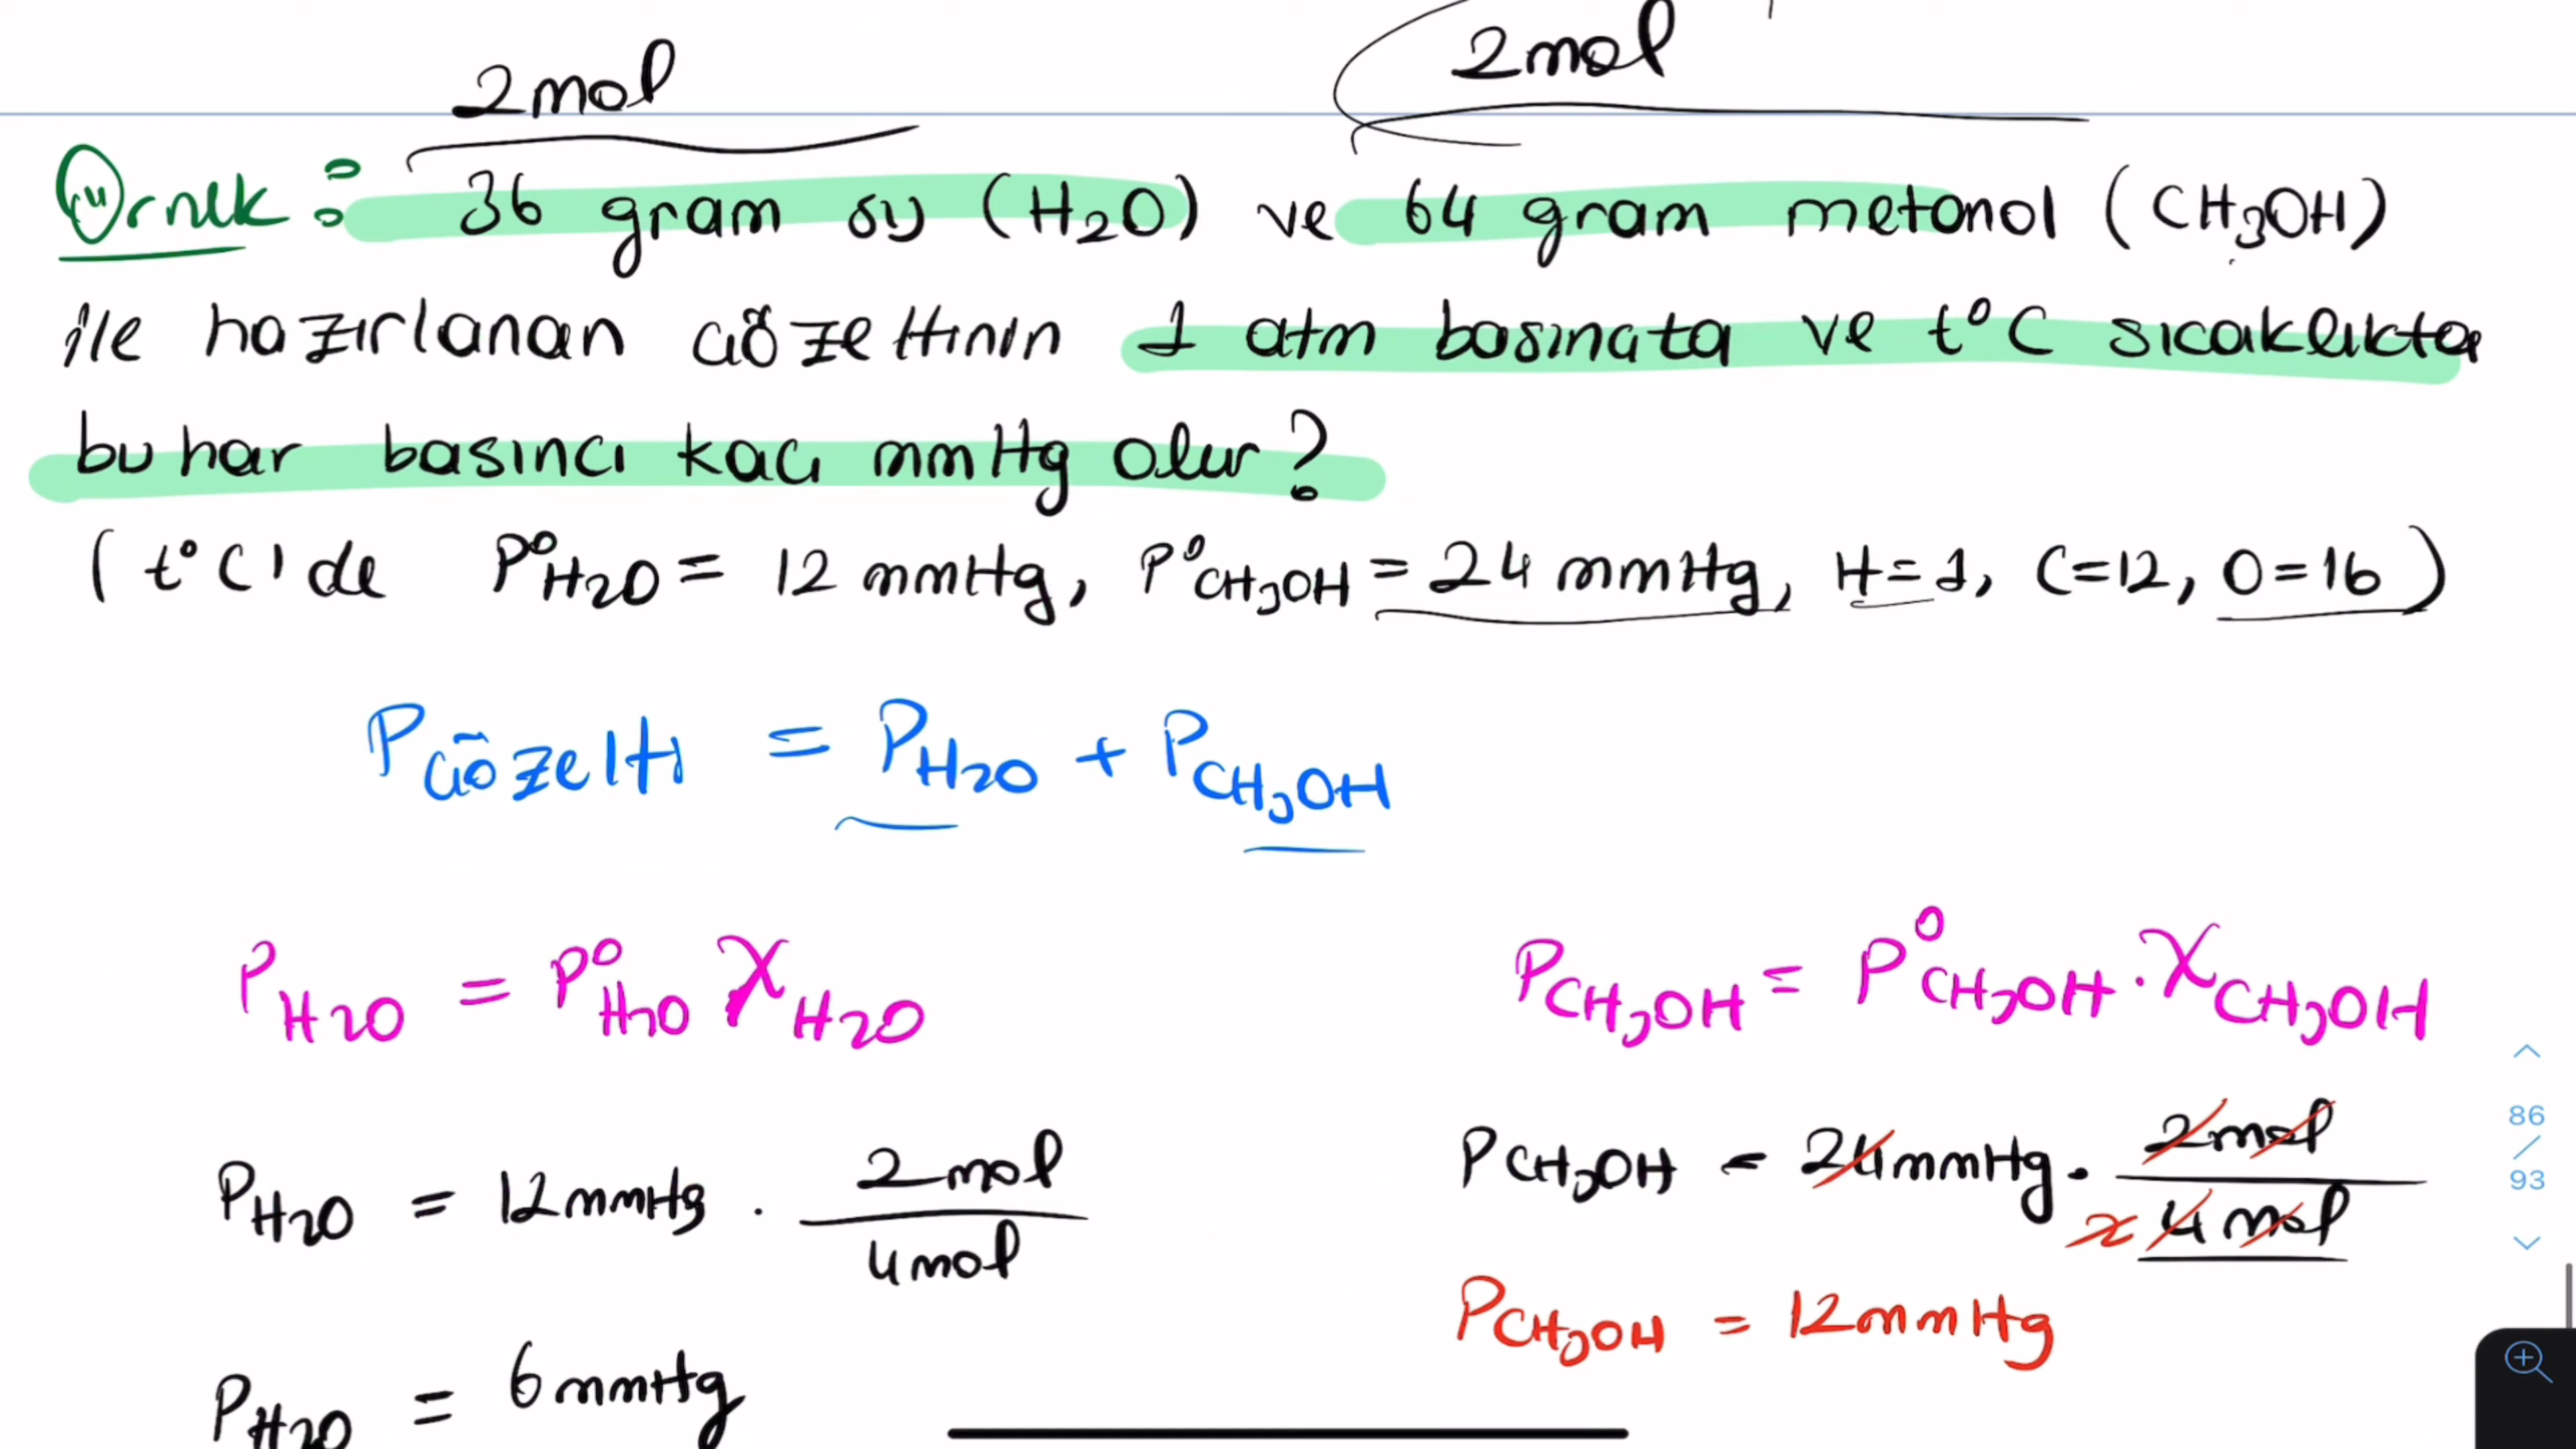 2mol 2mol
Örnek: 36 gram su (H2O) ve 64 gram metanol (CH3OH)
ile hazırlanan çözeltinin 1 atm basınçta ve t°C sıcaklıkta
buhar basıncı kaç mmHg olur?
(t°C'de P°H2O = 12 mmHg, P°CH3OH = 24 mmHg, H=1, C=12, O=16)
Pçözelti = PH2O + PCH3OH
PH2O = P°H2O XH2O PCH3OH = P°CH3OH . XCH3OH
PH2O = 12mmHg . 2mol / 4mol PCH3OH = 24mmHg . 2mol / 2 4mol
PH2O = 6mmHg PCH3OH = 12mmHg
86
/
93